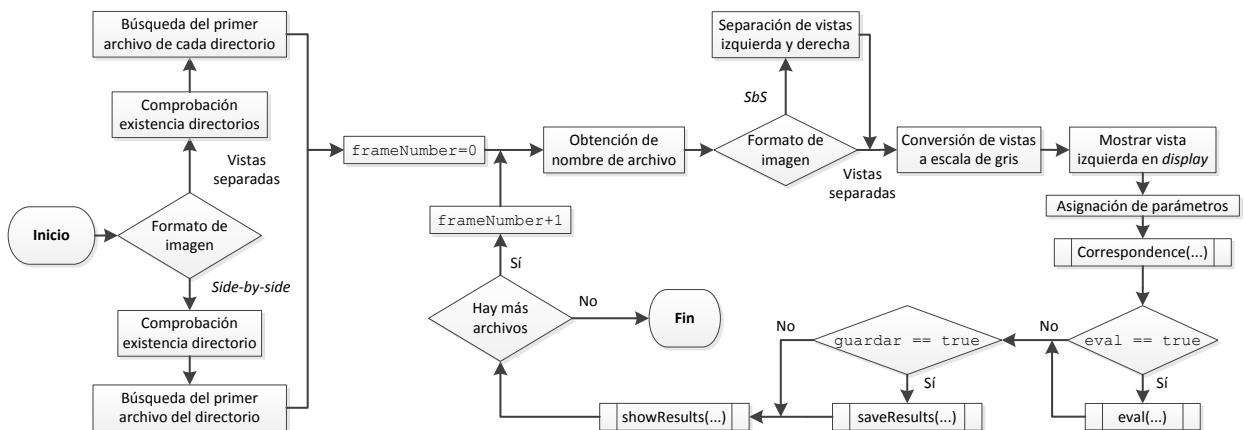 Búsqueda del primer
archivo de cada directorio
Comprobación
existencia directorios
Vistas
separadas
Inicio
Formato de
imagen
Side-by-side
Comprobación
existencia directorio
Búsqueda del primer
archivo del directorio
frameNumber=0
frameNumber+1
Sí
Hay más
archivos
No
Fin
Obtención de
nombre de archivo
Separación de vistas
izquierda y derecha
SbS
Formato de
imagen
Vistas
separadas
Conversión de vistas
a escala de gris
Mostrar vista
izquierda en display
Asignación de parámetros
Correspondence(...)
eval == true
No
Sí
eval(...)
guardar == true
No
Sí
saveResults(...)
showResults(...)